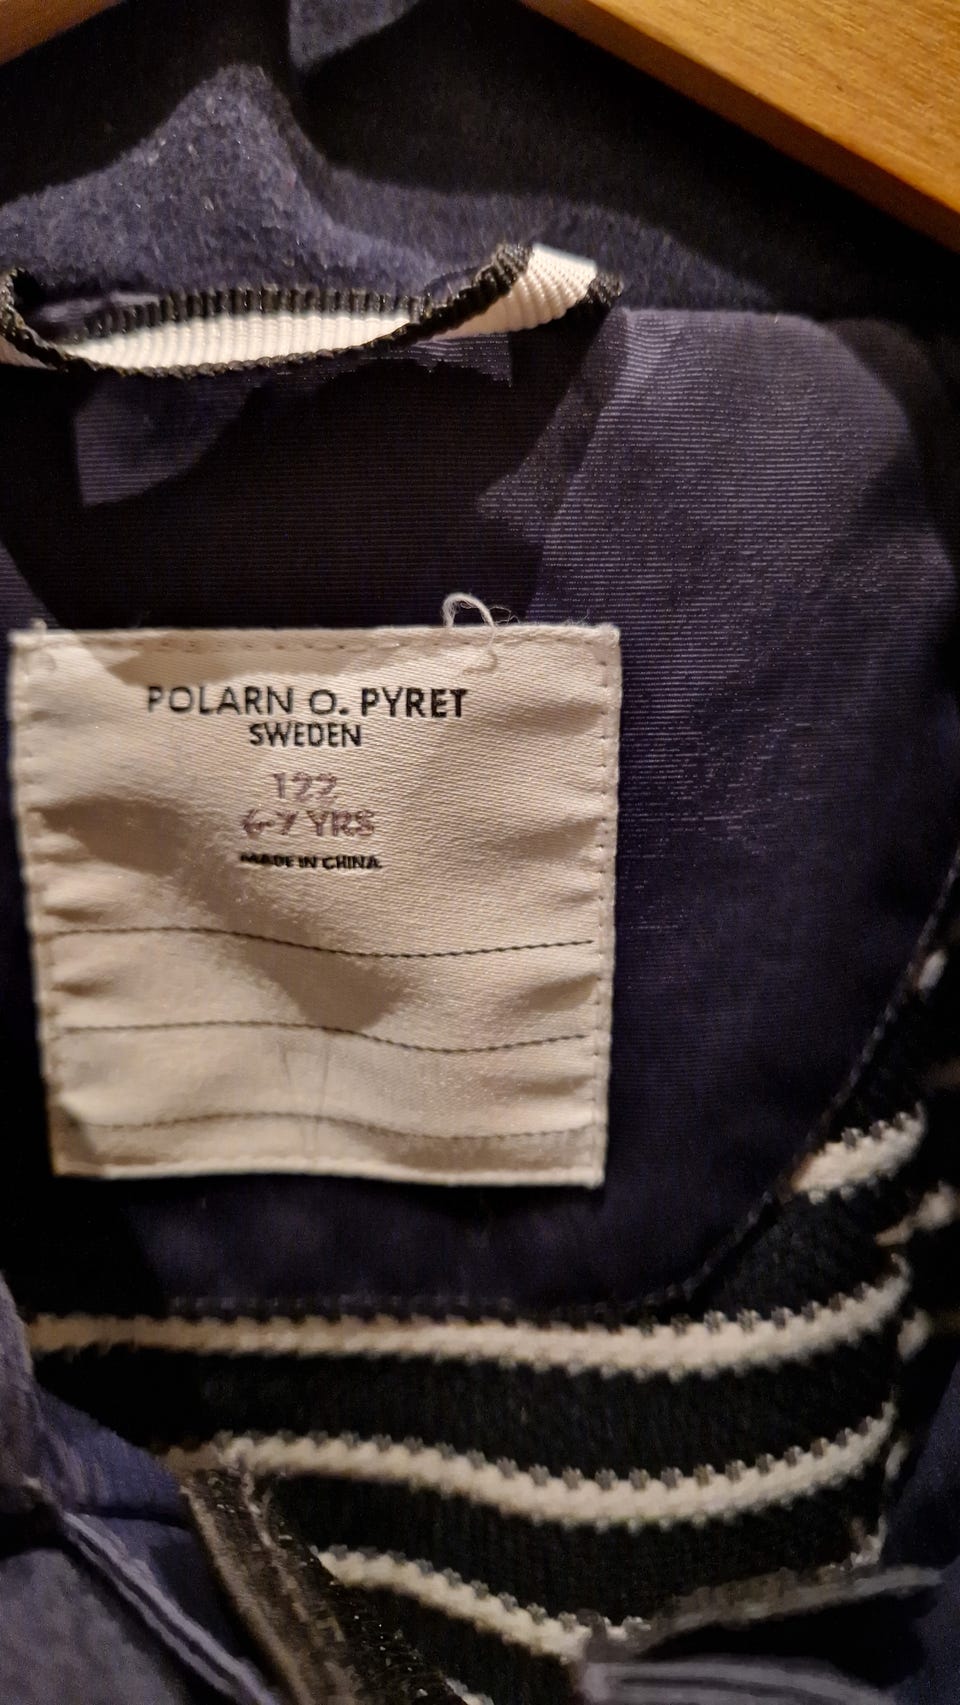 POLARN O. PYRET
SWEDEN
122
6-7 YRS
MADE IN CHINA